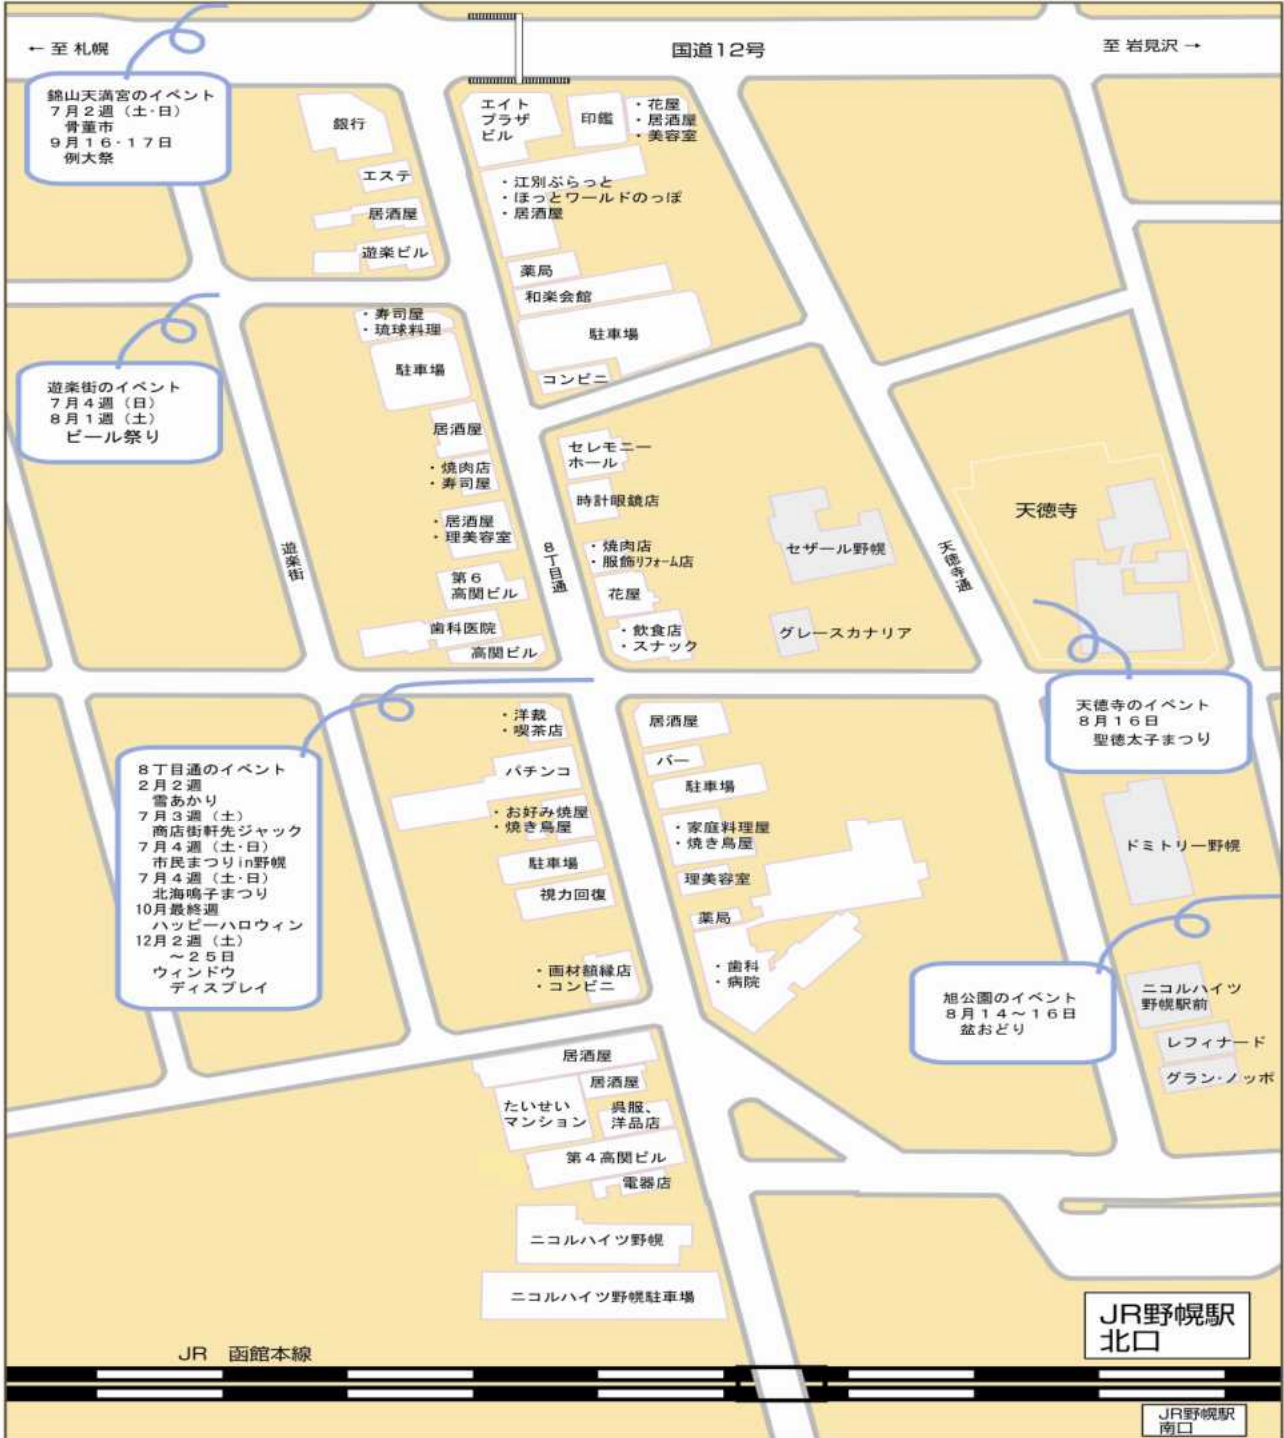 ← 至 札幌
国道12号
至 岩見沢 →
錦山天満宮のイベント
7月2週（土・日）
骨董市
9月16・17日
例大祭
銀行
エステ
居酒屋
遊楽ビル
エイト
プラザ
ビル
印鑑
・花屋
・居酒屋
・美容室
・江別ぶらっと
・ほっとワールドのっぽ
・居酒屋
薬局
和楽会館
駐車場
コンビニ
・寿司屋
・琉球料理
駐車場
居酒屋
・焼肉店
・寿司屋
・居酒屋
・理美容室
第6
高関ビル
歯科医院
高関ビル
遊楽街のイベント
7月4週（日）
8月1週（土）
ビール祭り
遊楽街
8丁目通
セレモニー
ホール
時計眼鏡店
・焼肉店
・服飾リフォーム店
花屋
・飲食店
・スナック
セザール野幌
グレースカナリア
天徳寺通
天徳寺
天徳寺のイベント
8月16日
聖徳太子まつり
8丁目通のイベント
2月2週
雪あかり
7月3週（土）
商店街軒先ジャック
7月4週（土・日）
市民まつりin野幌
7月4週（土・日）
北海鳴子まつり
10月最終週
ハッピーハロウィン
12月2週（土）
～25日
ウィンドウ
ディスプレイ
・洋裁
・喫茶店
パチンコ
・お好み焼屋
・焼き鳥屋
駐車場
視力回復
・画材額縁店
・コンビニ
居酒屋
バー
駐車場
・家庭料理屋
・焼き鳥屋
理美容室
薬局
・歯科
・病院
ドミトリー野幌
旭公園のイベント
8月14～16日
盆おどり
ニコルハイツ
野幌駅前
レフィナード
グラン・ノッポ
居酒屋
居酒屋
たいせい
マンション
呉服、
洋品店
第4高関ビル
電器店
ニコルハイツ野幌
ニコルハイツ野幌駐車場
JR野幌駅
北口
JR 函館本線
JR野幌駅
南口